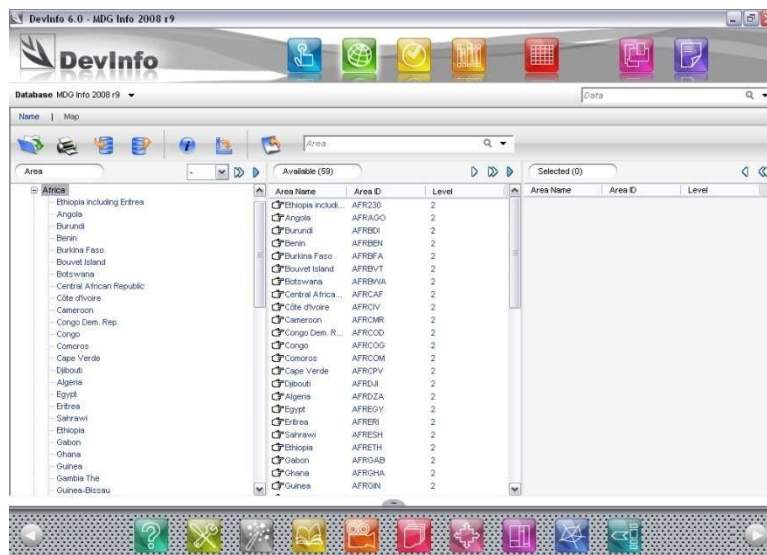 DevInfo 6.0 - MDG Info 2008 r9
DevInfo
Database MDG Info 2008 r9
Data
Name | Map
Area
Area
-
Available (59)
Selected (0)
Africa
Ethiopia including Eritrea
Angola
Burundi
Benin
Burkina Faso
Bouvet Island
Botswana
Central African Republic
Côte d'Ivoire
Cameroon
Congo Dem. Rep.
Congo
Comoros
Cape Verde
Djibouti
Algeria
Egypt
Eritrea
Sahrawi
Ethiopia
Gabon
Ghana
Guinea
Gambia The
Guinea-Bissau
Area Name Area ID Level
Ethiopia includi... AFR230 2
Angola AFRAGO 2
Burundi AFRBDI 2
Benin AFRBEN 2
Burkina Faso AFRBFA 2
Bouvet Island AFRBVT 2
Botswana AFRBWA 2
Central Africa... AFRCAF 2
Côte d'Ivoire AFRCIV 2
Cameroon AFRCMR 2
Congo Dem. R... AFRCOD 2
Congo AFRCOG 2
Comoros AFRCOM 2
Cape Verde AFRCPV 2
Djibouti AFRDJI 2
Algeria AFRDZA 2
Egypt AFREGY 2
Eritrea AFRERI 2
Sahrawi AFRESH 2
Ethiopia AFRETH 2
Gabon AFRGAB 2
Ghana AFRGHA 2
Guinea AFRGIN 2
Area Name Area ID Level